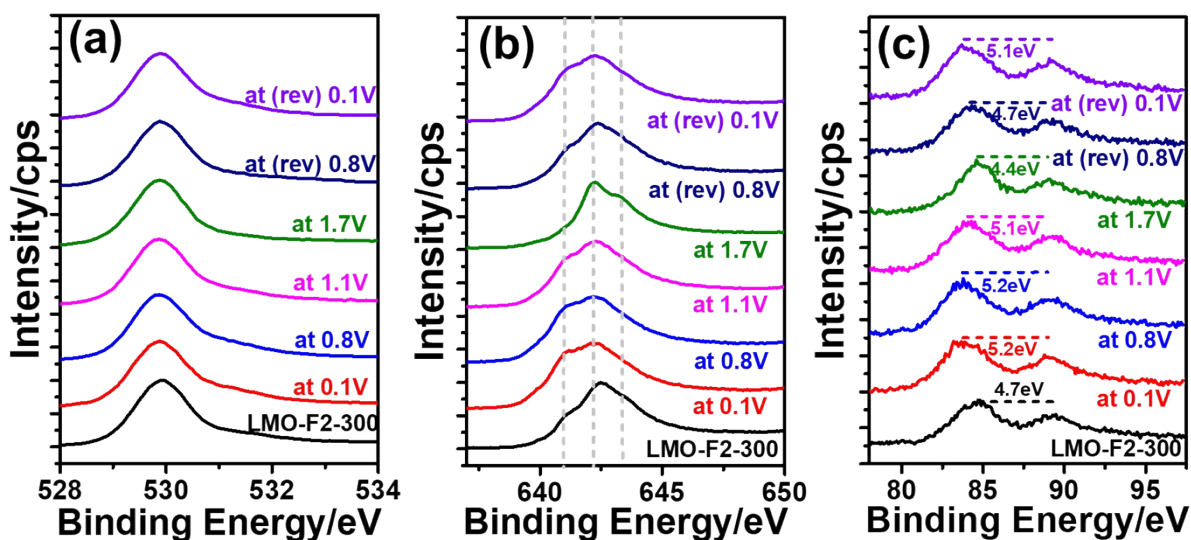 (a)
Intensity/cps
at (rev) 0.1V
at (rev) 0.8V
at 1.7V
at 1.1V
at 0.8V
at 0.1V
LMO-F2-300
528 530 532 534
Binding Energy/eV
(b)
Intensity/cps
at (rev) 0.1V
at (rev) 0.8V
at 1.7V
at 1.1V
at 0.8V
at 0.1V
LMO-F2-300
640 645 650
Binding Energy/eV
(c)
Intensity/cps
5.1eV
at (rev) 0.1V
4.7eV
at (rev) 0.8V
4.4eV
at 1.7V
5.1eV
at 1.1V
5.2eV
at 0.8V
5.2eV
at 0.1V
4.7eV
LMO-F2-300
80 85 90 95
Binding Energy/eV